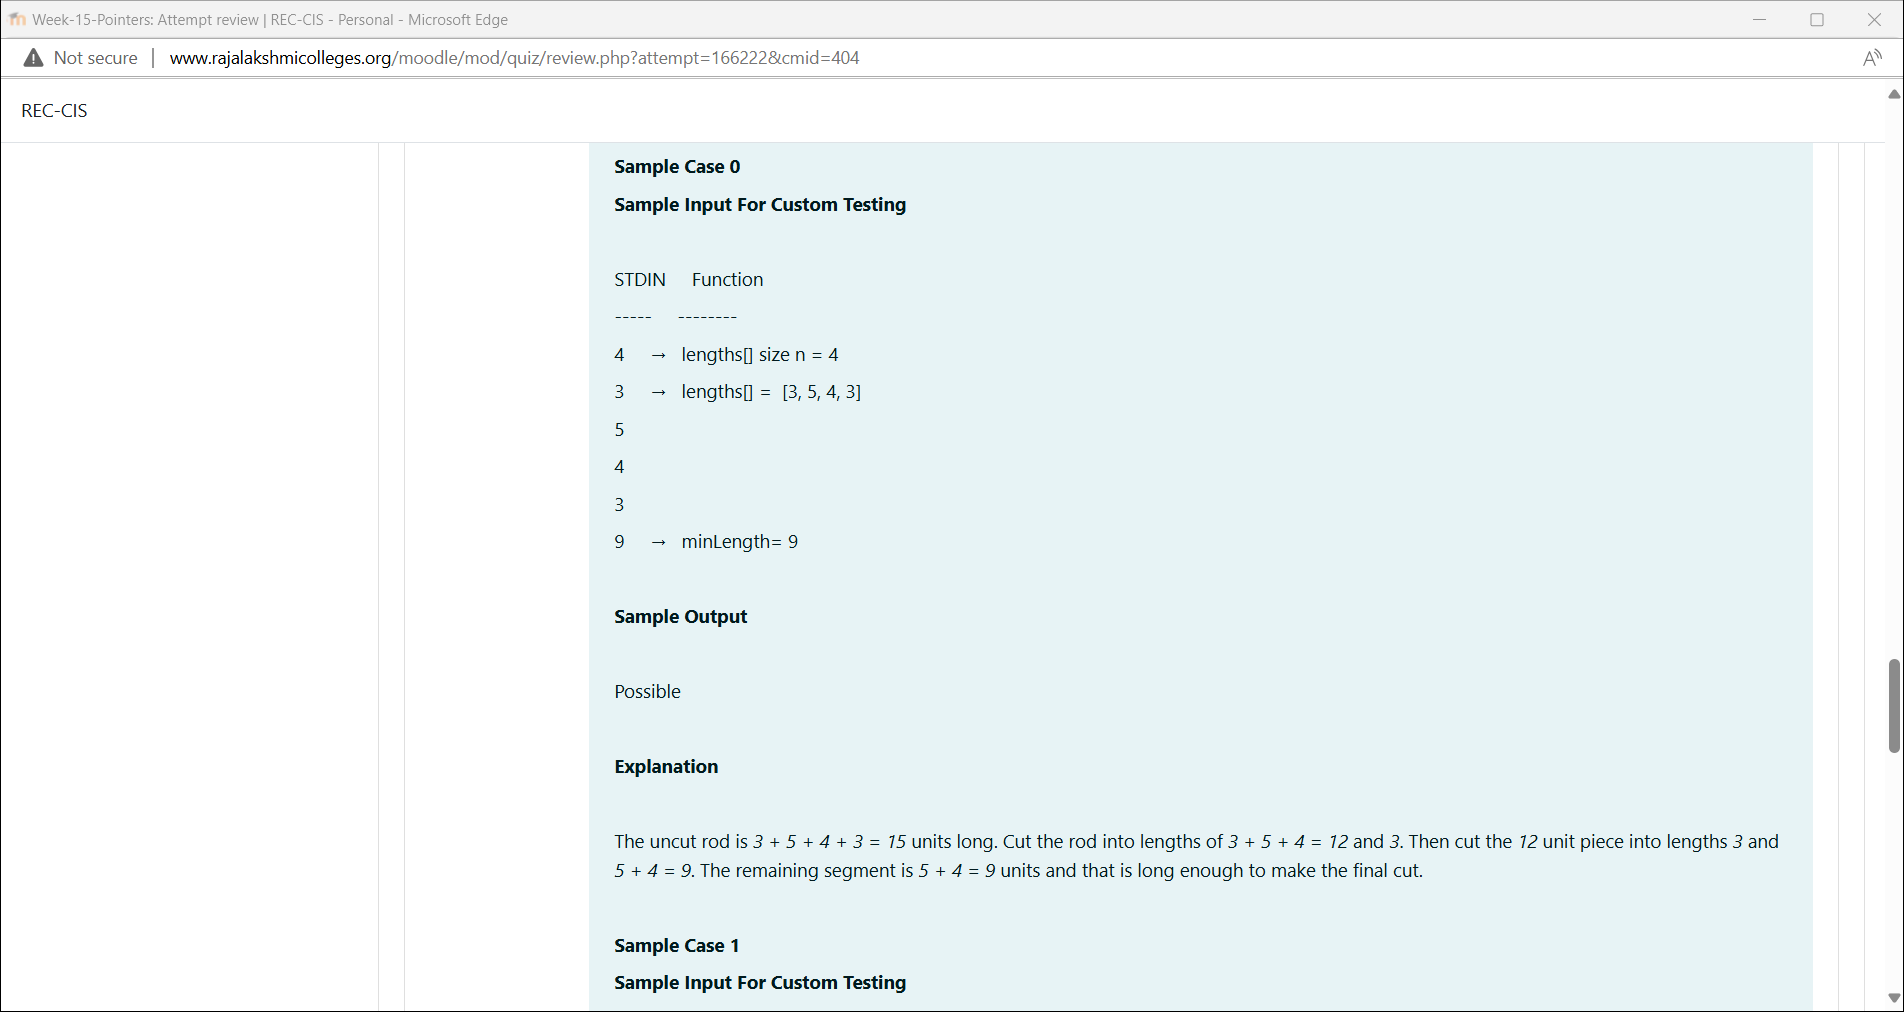 Week-15-Pointers: Attempt review | REC-CIS - Personal - Microsoft Edge
Not secure | www.rajalakshmicolleges.org/moodle/mod/quiz/review.php?attempt=166222&cmid=404
REC-CIS
Sample Case 0
Sample Input For Custom Testing
STDIN Function
----- --------
4 → lengths[] size n = 4
3 → lengths[] = [3, 5, 4, 3]
5
4
3
9 → minLength= 9
Sample Output
Possible
Explanation
The uncut rod is 3 + 5 + 4 + 3 = 15 units long. Cut the rod into lengths of 3 + 5 + 4 = 12 and 3. Then cut the 12 unit piece into lengths 3 and
5 + 4 = 9. The remaining segment is 5 + 4 = 9 units and that is long enough to make the final cut.
Sample Case 1
Sample Input For Custom Testing